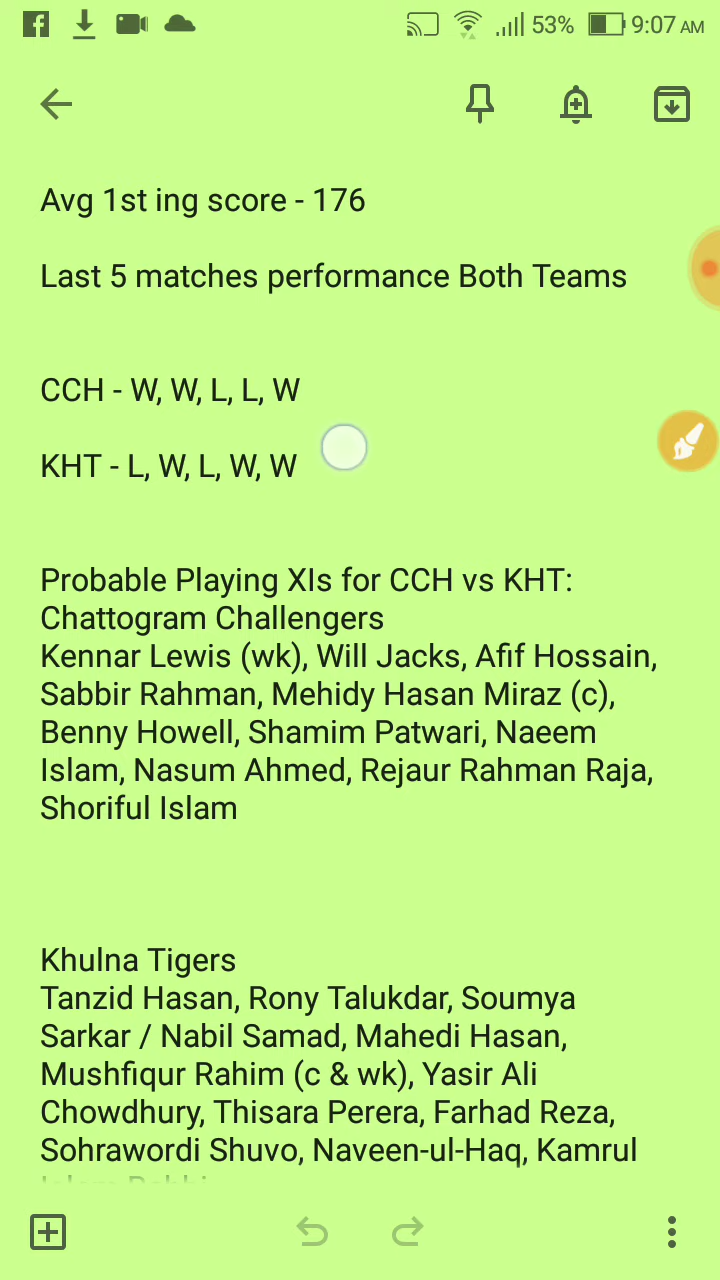 53% 9:07 AM
Avg 1st ing score - 176
Last 5 matches performance Both Teams
CCH - W, W, L, L, W
KHT - L, W, L, W, W
Probable Playing XIs for CCH vs KHT:
Chattogram Challengers
Kennar Lewis (wk), Will Jacks, Afif Hossain,
Sabbir Rahman, Mehidy Hasan Miraz (c),
Benny Howell, Shamim Patwari, Naeem
Islam, Nasum Ahmed, Rejaur Rahman Raja,
Shoriful Islam
Khulna Tigers
Tanzid Hasan, Rony Talukdar, Soumya
Sarkar / Nabil Samad, Mahedi Hasan,
Mushfiqur Rahim (c & wk), Yasir Ali
Chowdhury, Thisara Perera, Farhad Reza,
Sohrawordi Shuvo, Naveen-ul-Haq, Kamrul